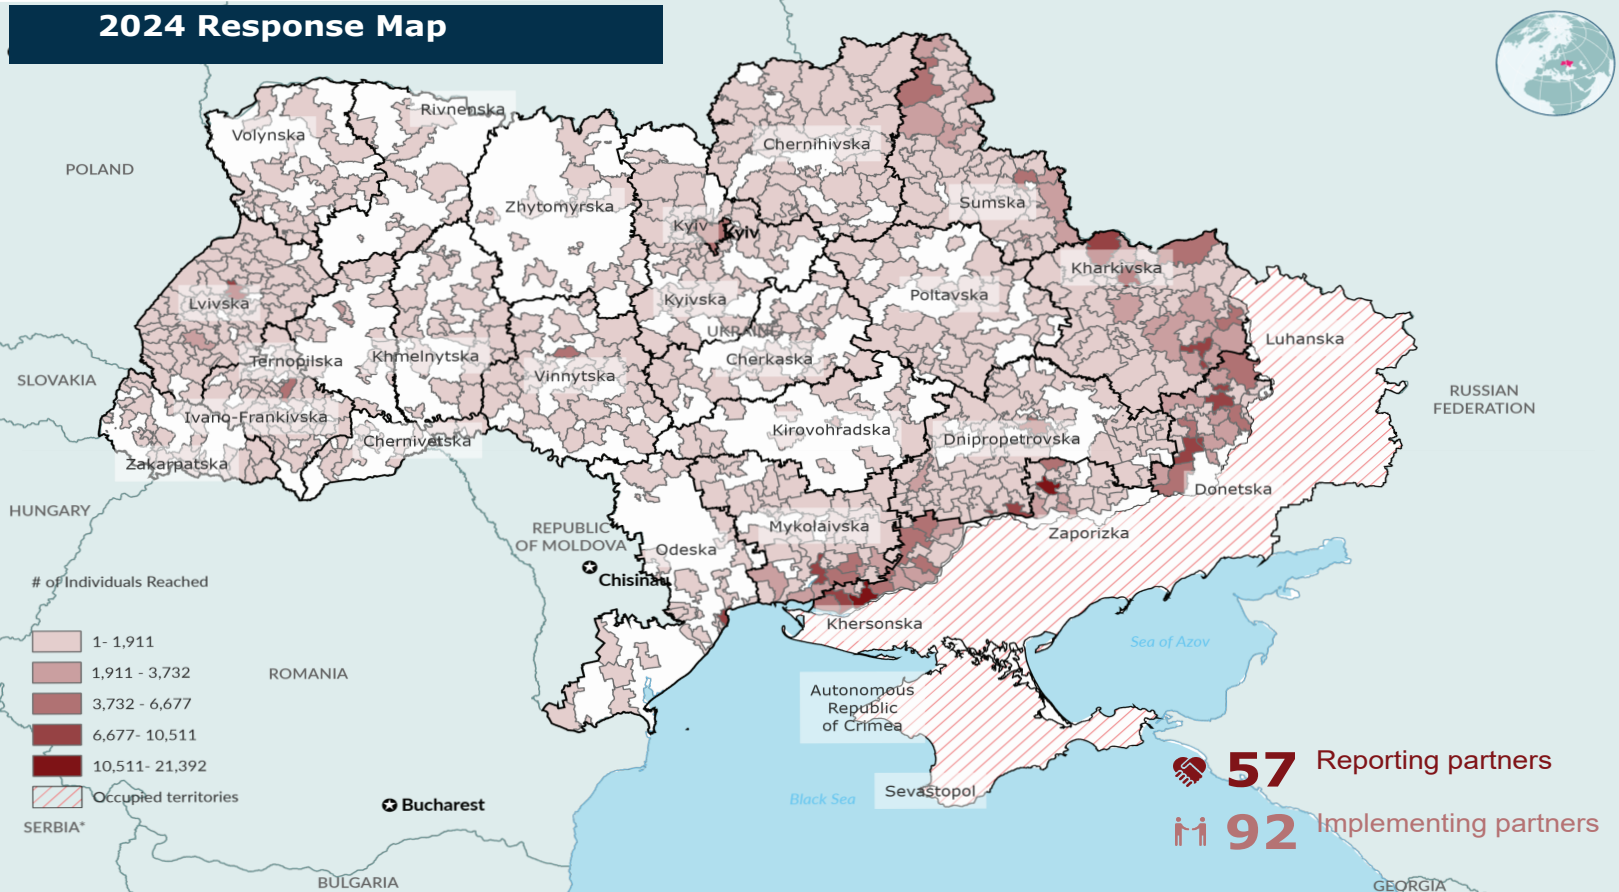 2024 Response Map
Volynska
Rivnenska
Chernihivska
POLAND
Zhytomyrska
Sumska
Kyiv
Kyiv
Kharkivska
Lvivska
Kyivska
Poltavska
UKRAINE
Luhanska
Ternopilska
Khmelnytska
Cherkaska
SLOVAKIA
Vinnytska
RUSSIAN
FEDERATION
Ivano-Frankivska
Chernivetska
Kirovohradska
Dnipropetrovska
Zakarpatska
Donetska
HUNGARY
REPUBLIC
OF MOLDOVA
Mykolaivska
Zaporizka
Odeska
Chisinau
# of Individuals Reached
Khersonska
1- 1,911
Sea of Azov
1,911 - 3,732
ROMANIA
Autonomous
Republic
of Crimea
3,732 - 6,677
6,677- 10,511
10,511- 21,392
57 Reporting partners
Occupied territories
Sevastopol
Bucharest
Black Sea
SERBIA*
92 Implementing partners
BULGARIA
GEORGIA